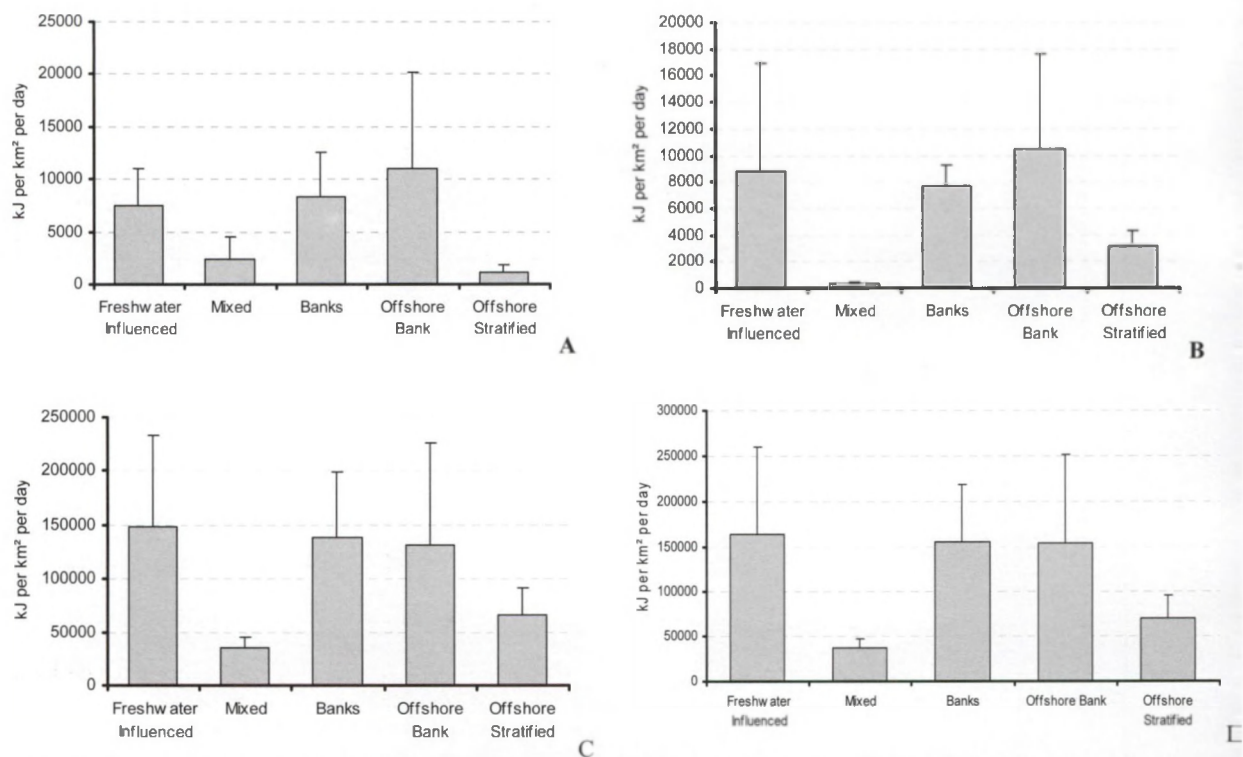 25000
20000
15000
10000
5000
0
kJ per km² per day
Freshwater
Influenced
Mixed
Banks
Offshore
Bank
Offshore
Stratified
A
20000
18000
16000
14000
12000
10000
8000
6000
4000
2000
0
kJ per km² per day
Freshwater
Influenced
Mixed
Banks
Offshore
Bank
Offshore
Stratified
B
250000
200000
150000
100000
50000
0
kJ per km² per day
Freshwater
Influenced
Mixed
Banks
Offshore
Bank
Offshore
Stratified
C
300000
250000
200000
150000
100000
50000
0
kJ per km² per day
Freshwater
Influenced
Mixed
Banks
Offshore Bank
Offshore
Stratified